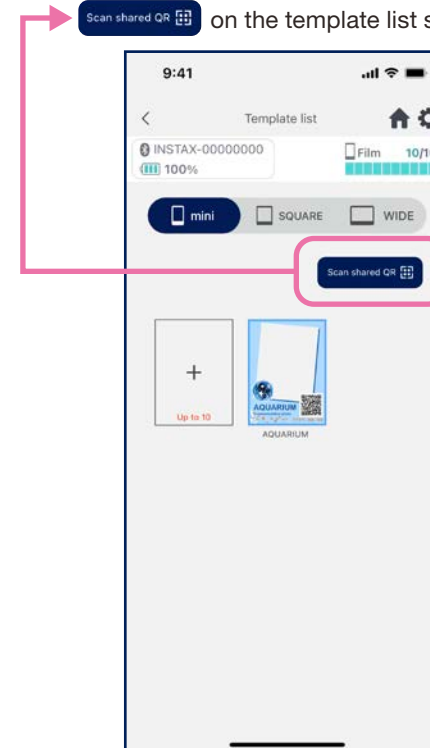 Scan shared QR on the template list s
9:41
Template list
INSTAX-00000000
100%
Film 10/1
mini SQUARE WIDE
Scan shared QR
+
Up to 10
AQUARIUM
AQUARIUM